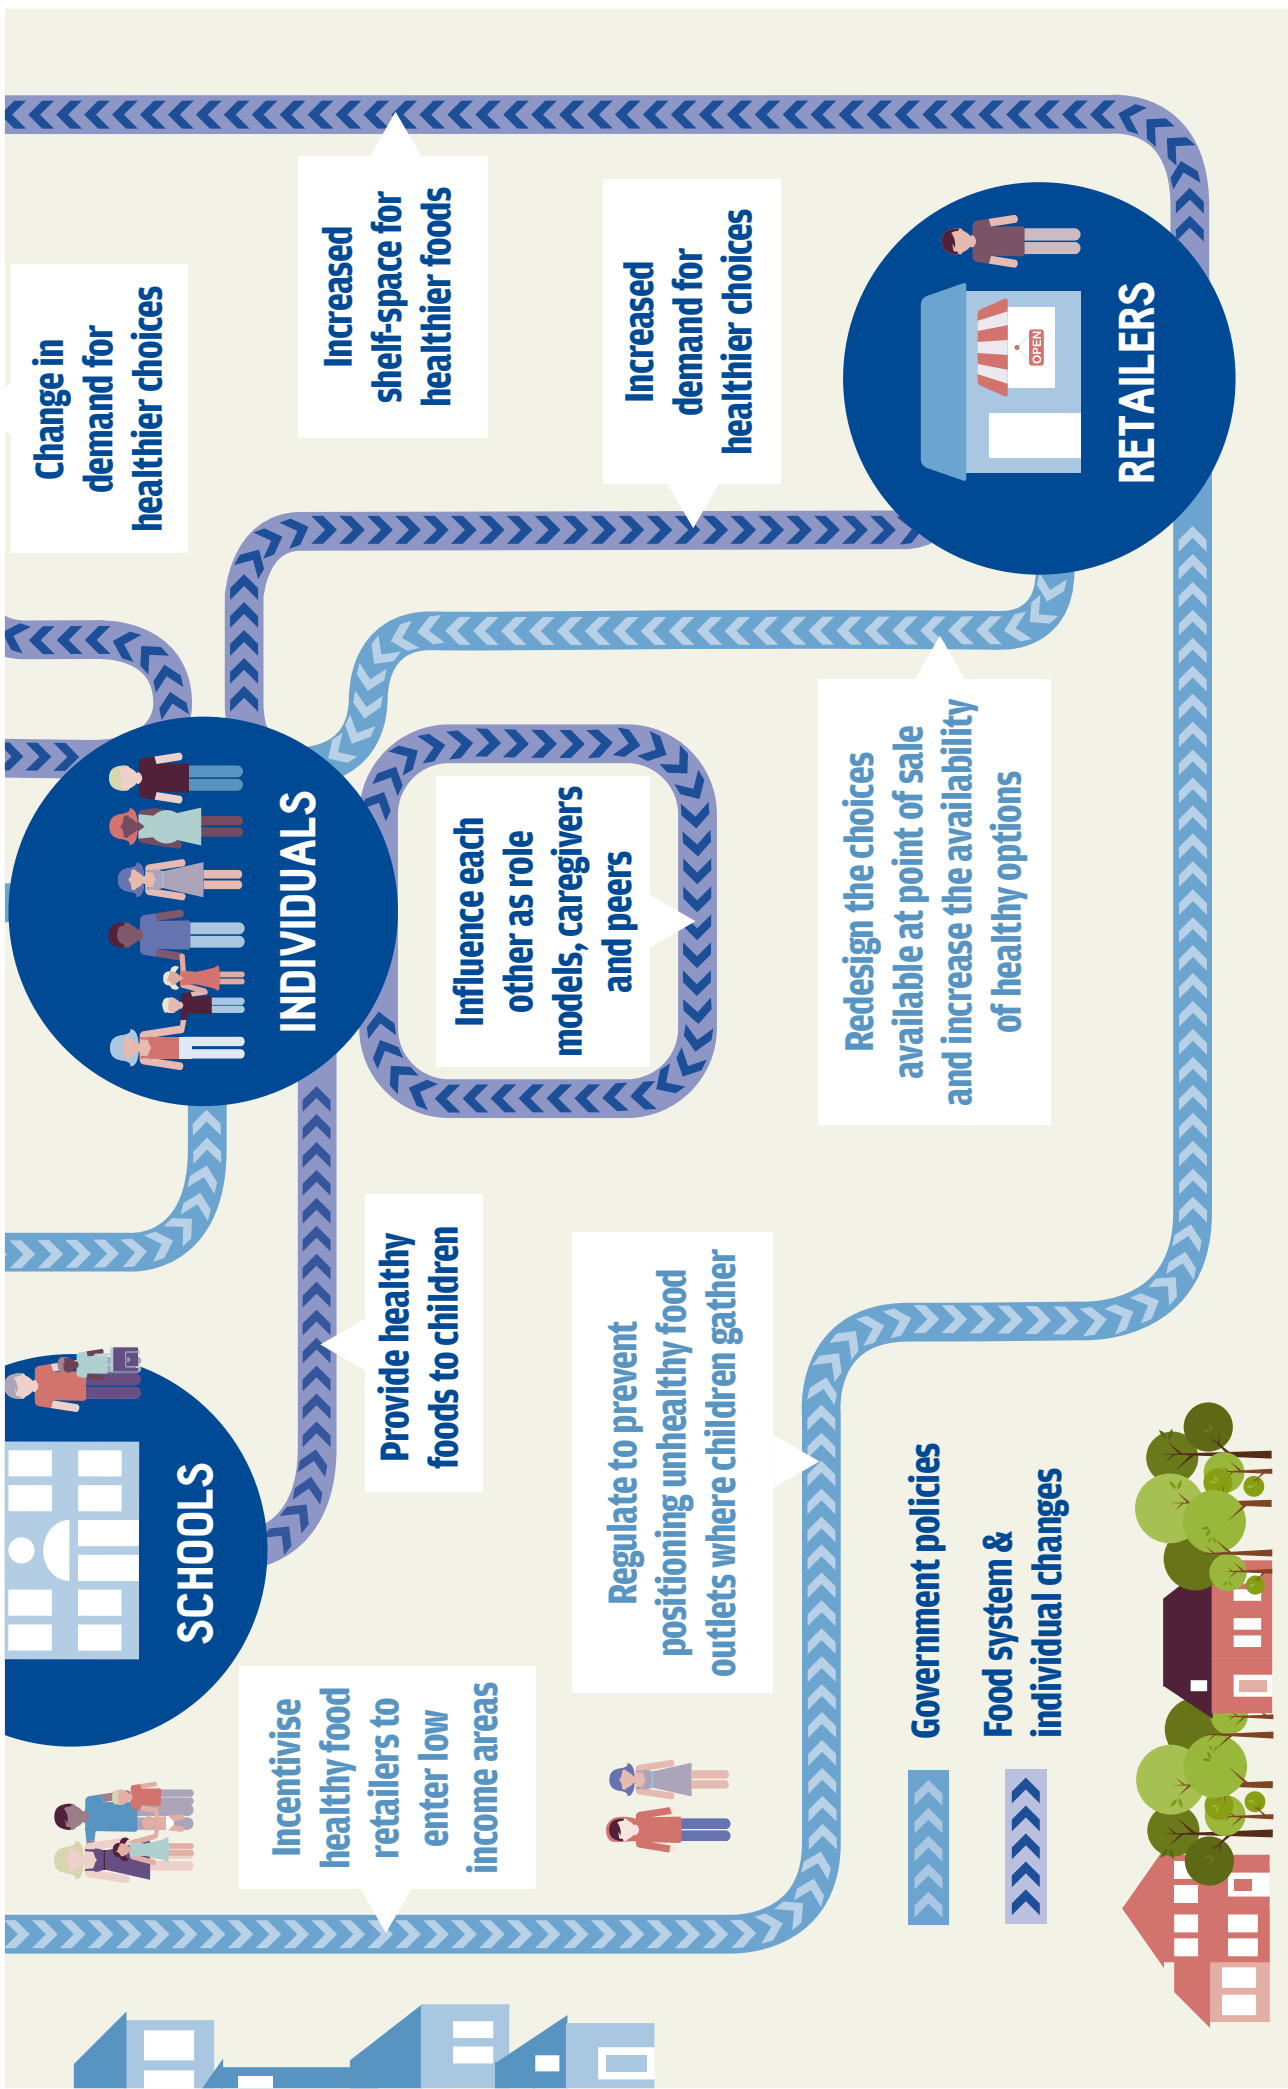 Change in
demand for
healthier choices
SCHOOLS
INDIVIDUALS
Incentivise
healthy food
retailers to
enter low
income areas
Increased
shelf-space for
healthier foods
Provide healthy
foods to children
Influence each
other as role
models, caregivers
and peers
Regulate to prevent
positioning unhealthy food
outlets where children gather
Increased
demand for
healthier choices
Redesign the choices
available at point of sale
and increase the availability
of healthy options
OPEN
RETAILERS
Government policies
Food system &
individual changes